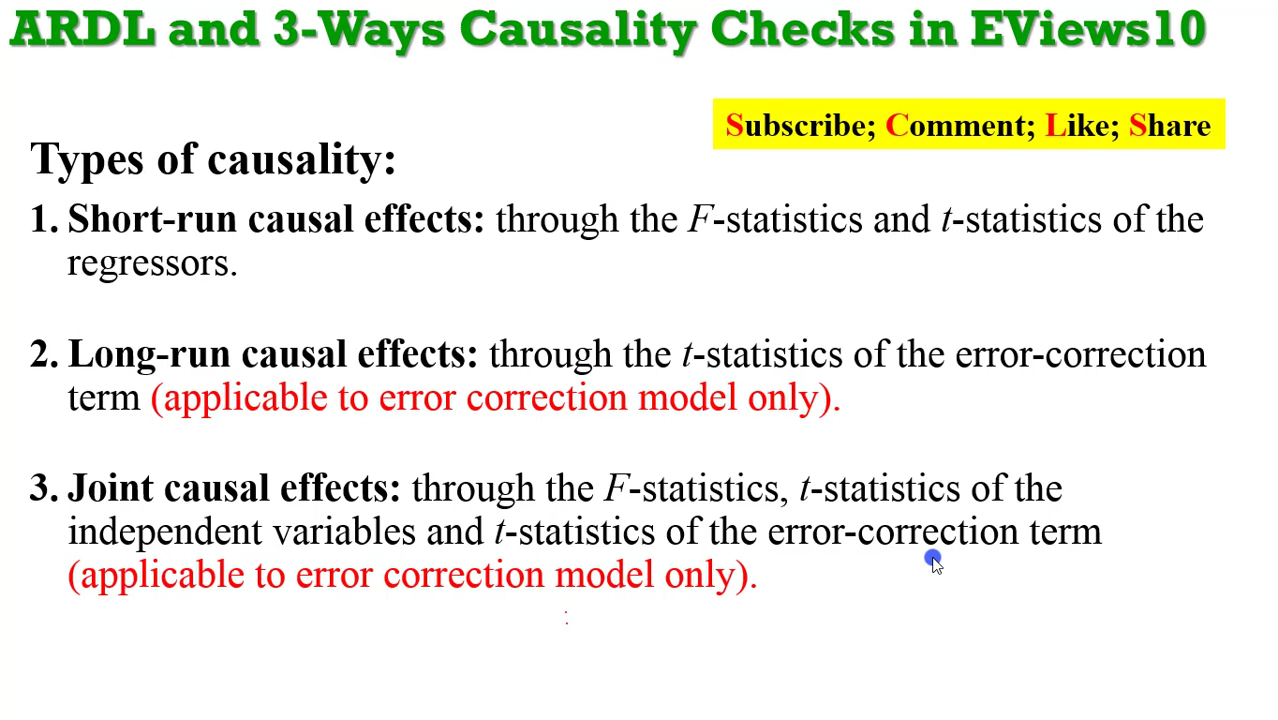 ARDL and 3-Ways Causality Checks in EViews10
Subscribe; Comment; Like; Share
Types of causality:
1. Short-run causal effects: through the F-statistics and t-statistics of the
regressors.
2. Long-run causal effects: through the t-statistics of the error-correction
term (applicable to error correction model only).
3. Joint causal effects: through the F-statistics, t-statistics of the
independent variables and t-statistics of the error-correction term
(applicable to error correction model only).